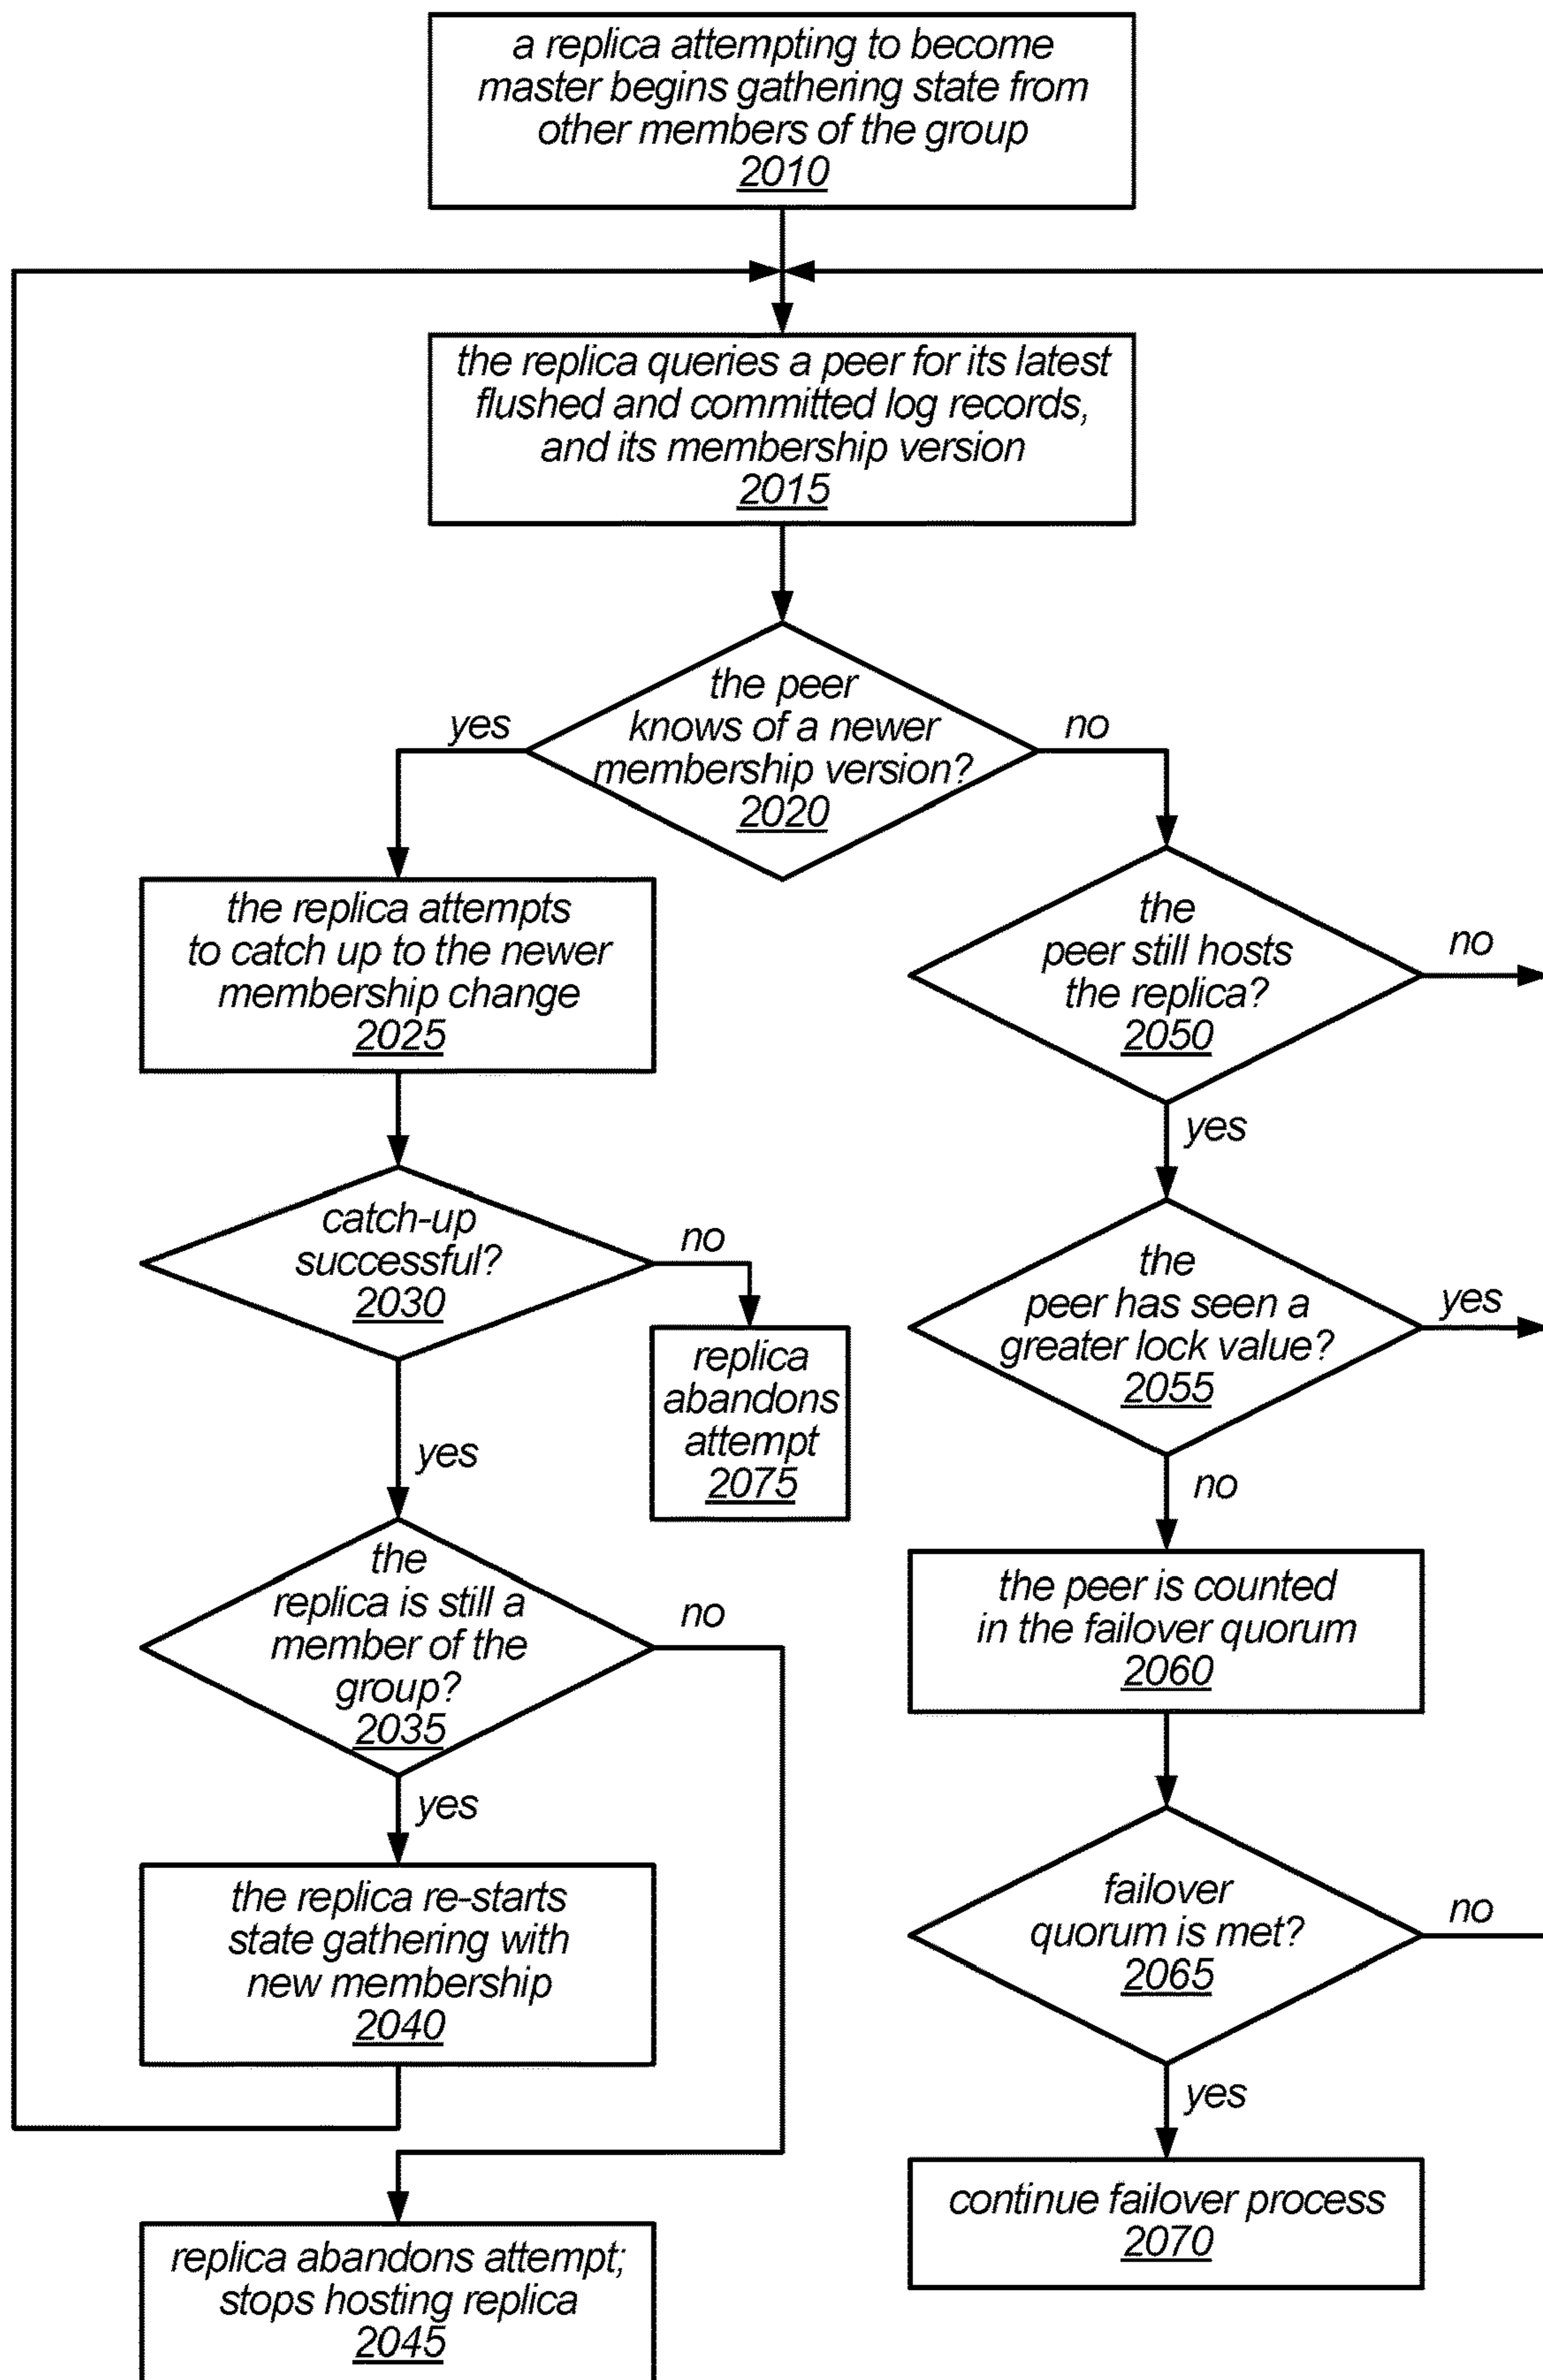 a replica attempting to become
master begins gathering state from
other members of the group
2010
the replica queries a peer for its latest
flushed and committed log records,
and its membership version
2015
the peer
knows of a newer
membership version?
2020
yes
no
the replica attempts
to catch up to the newer
membership change
2025
the
peer still hosts
the replica?
2050
no
yes
catch-up
successful?
2030
no
yes
replica
abandons
attempt
2075
the
peer has seen a
greater lock value?
2055
yes
no
the
replica is still a
member of the
group?
2035
no
yes
the peer is counted
in the failover quorum
2060
the replica re-starts
state gathering with
new membership
2040
failover
quorum is met?
2065
no
yes
replica abandons attempt;
stops hosting replica
2045
continue failover process
2070